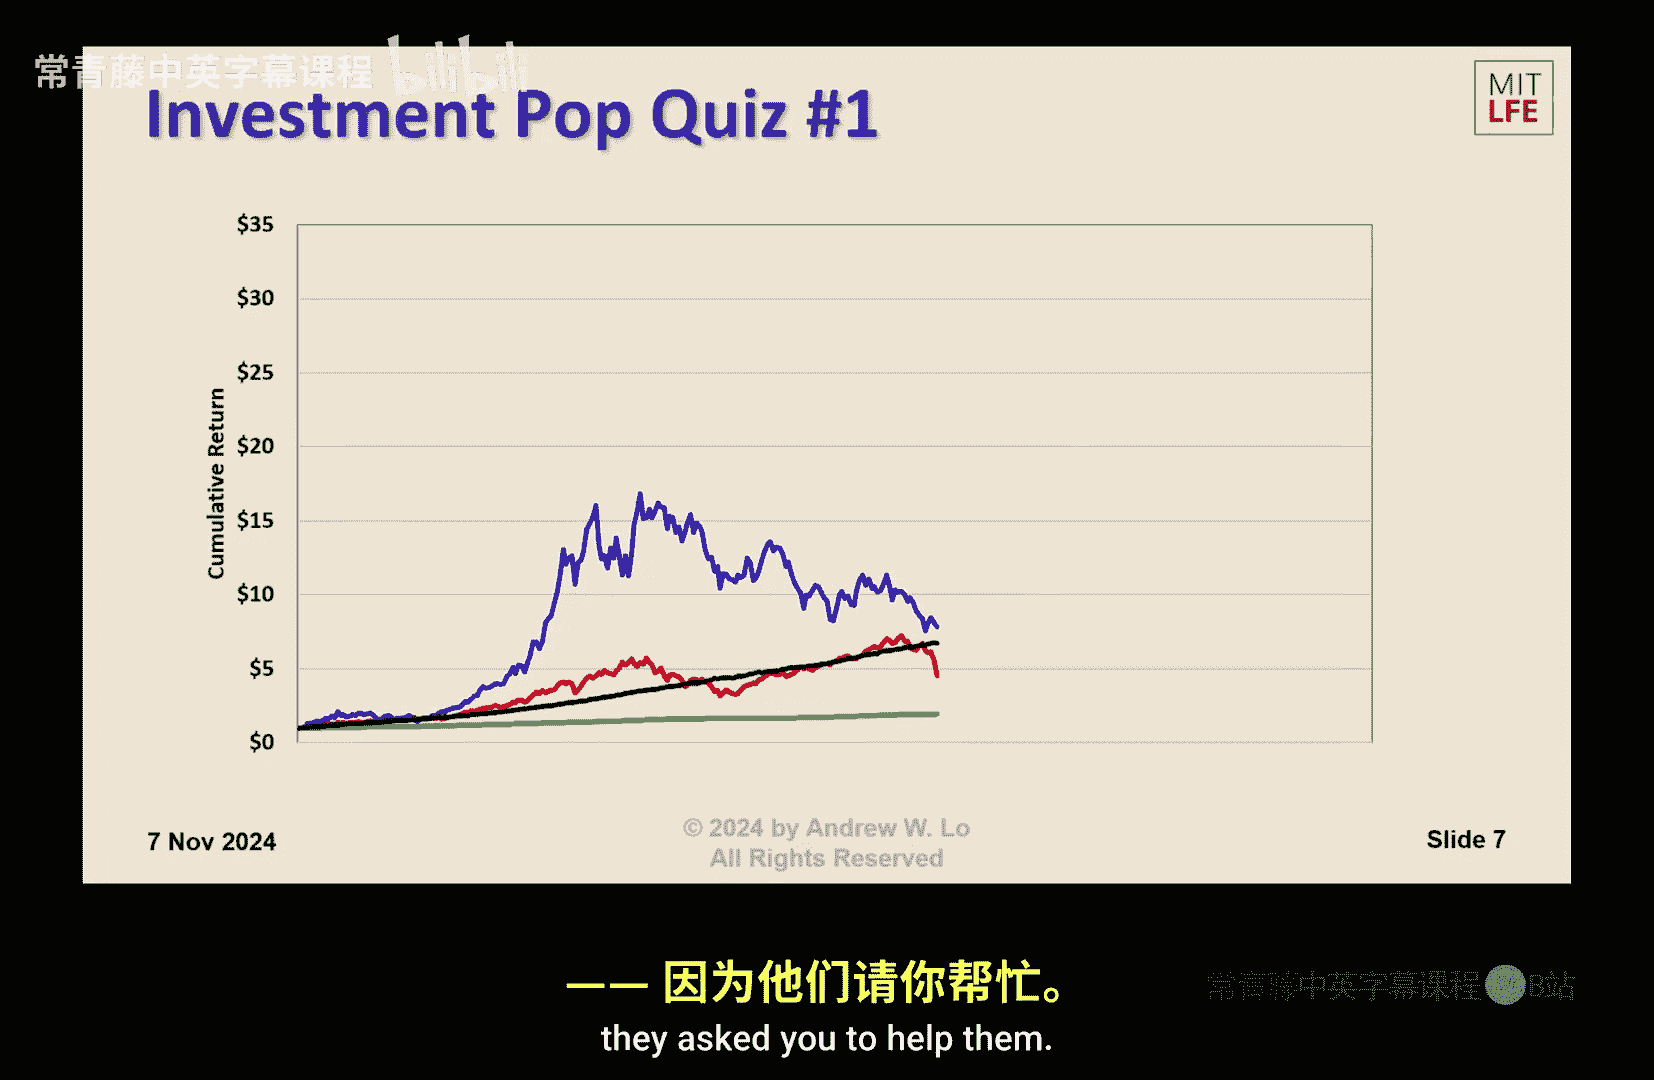 常青藤中英字幕课程 bilibili
Investment Pop Quiz #1
MIT
LFE
$35
$30
$25
$20
$15
$10
$5
$0
Cumulative Return
7 Nov 2024
© 2024 by Andrew W. Lo
All Rights Reserved
Slide 7
—— 因为他们请你帮忙。
they asked you to help them.
常青藤中英字幕课程 B站